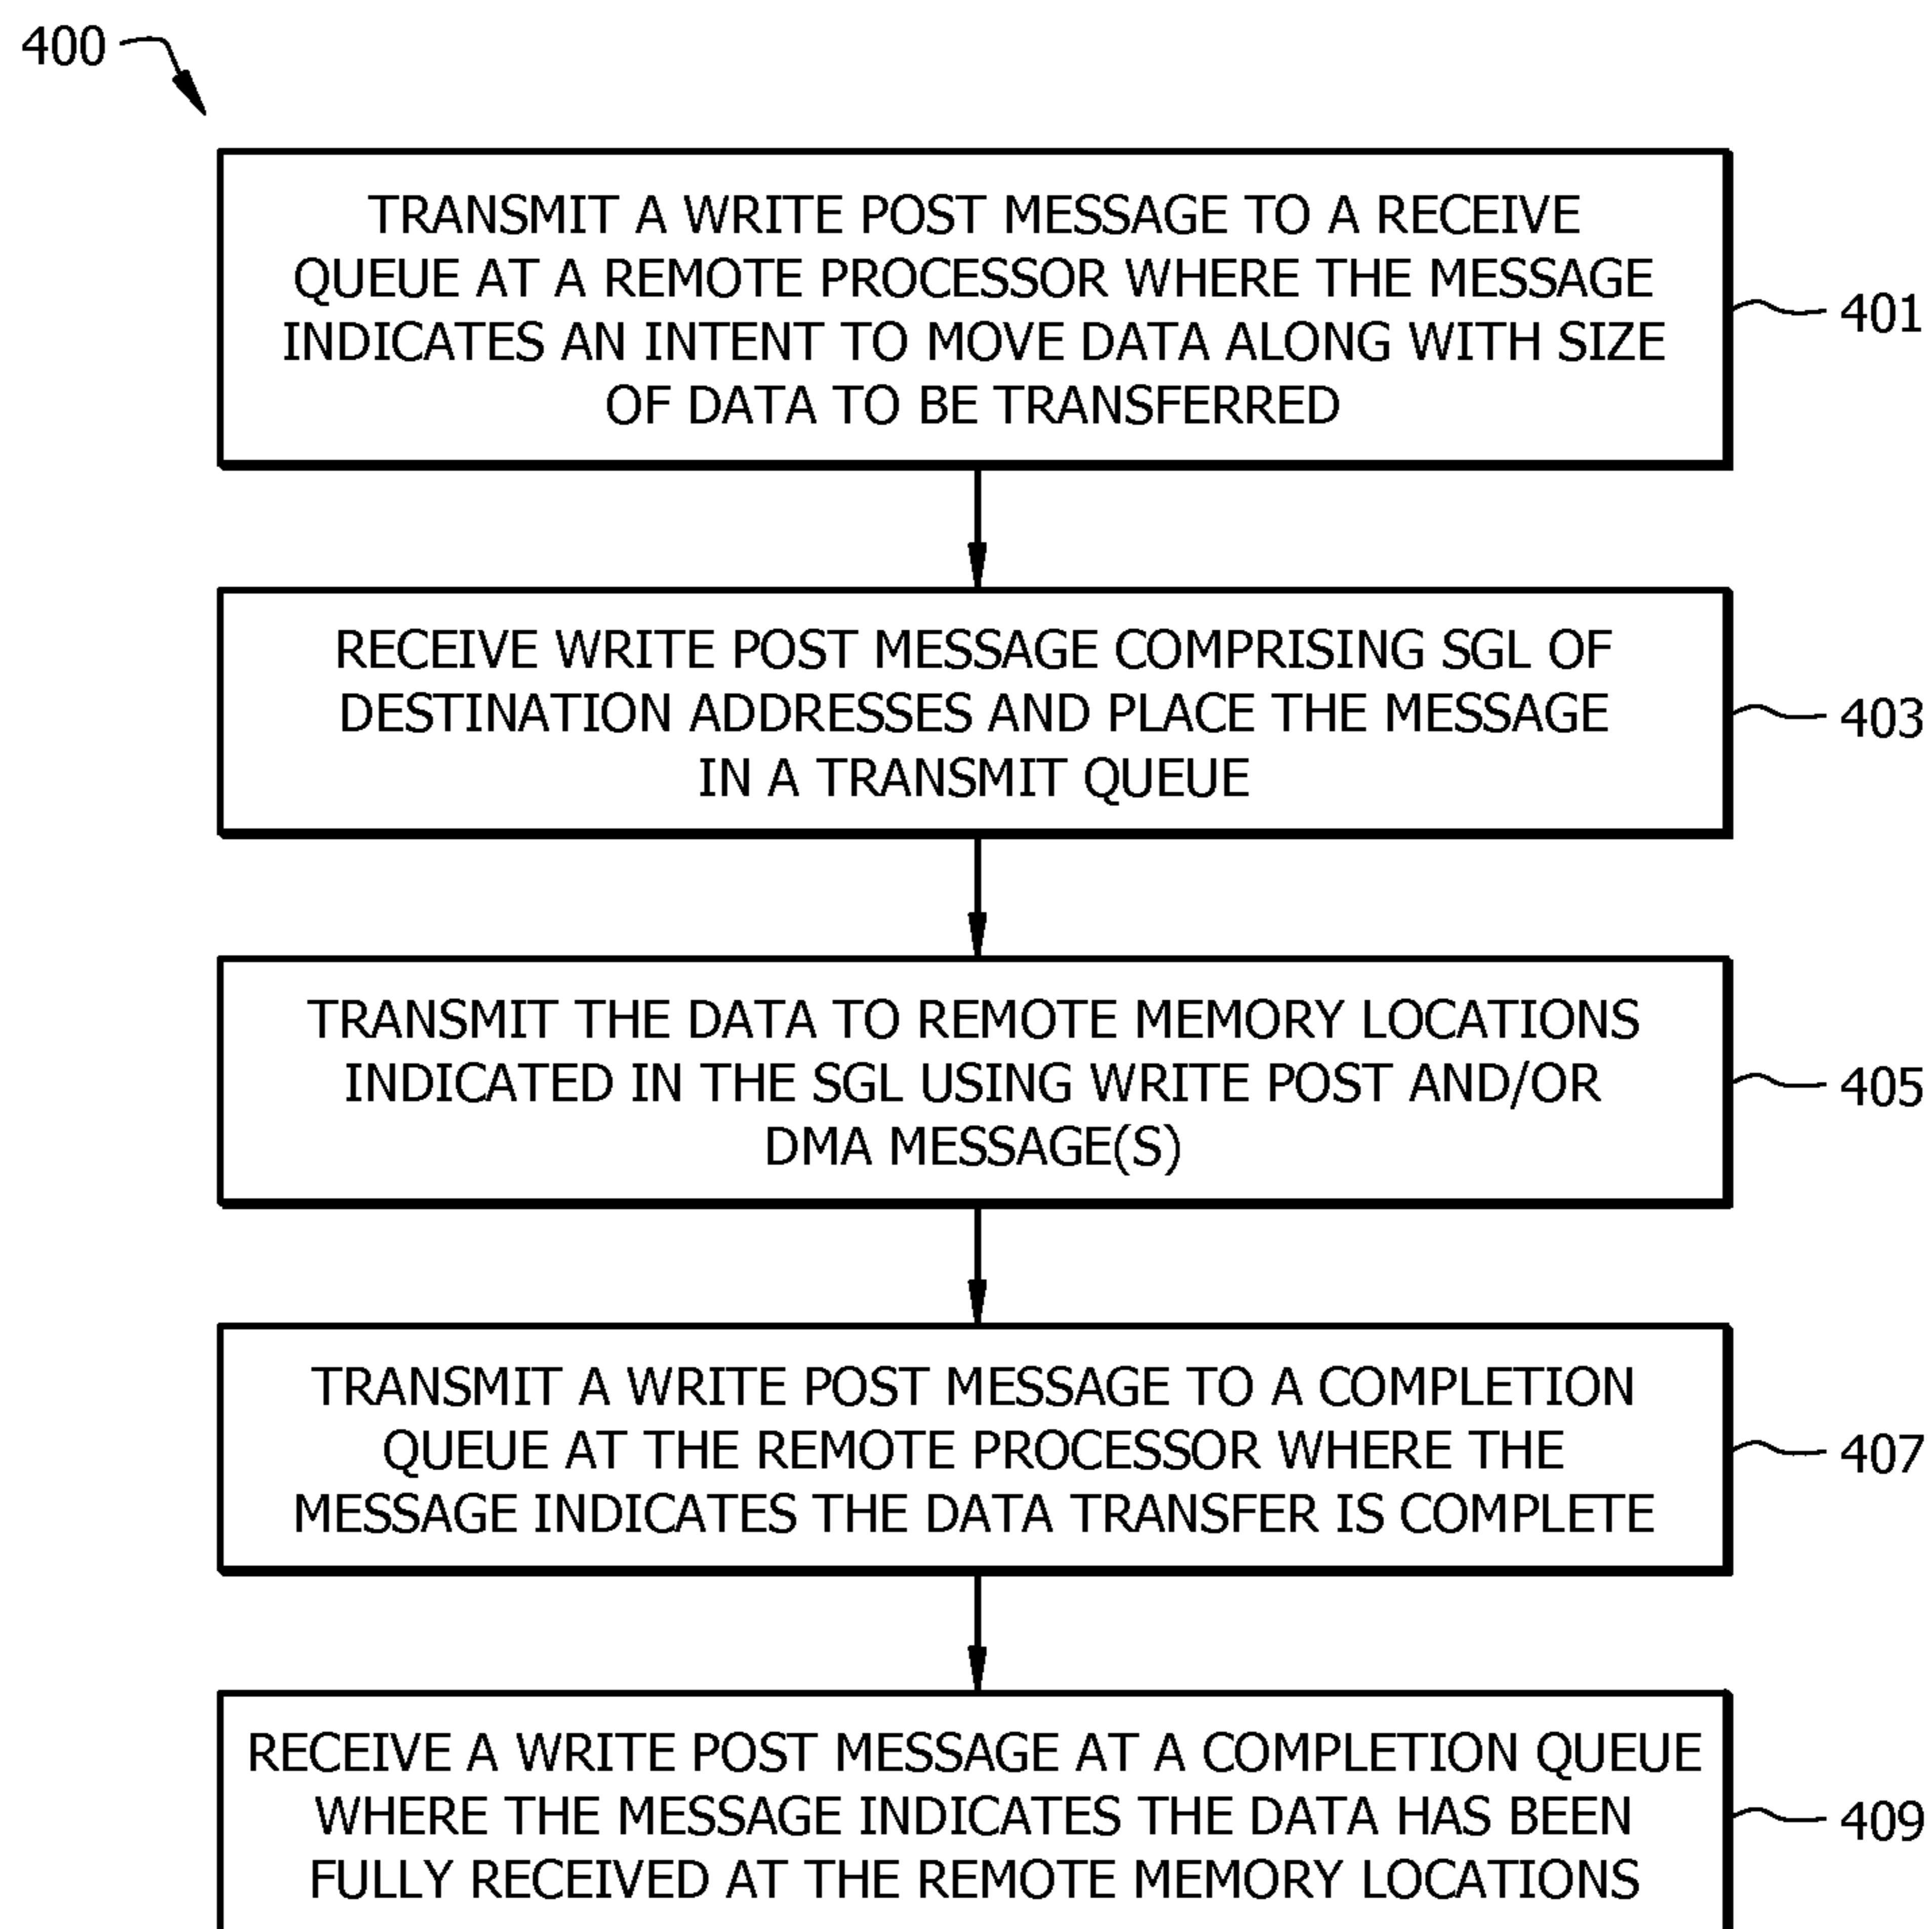 400
TRANSMIT A WRITE POST MESSAGE TO A RECEIVE
QUEUE AT A REMOTE PROCESSOR WHERE THE MESSAGE
INDICATES AN INTENT TO MOVE DATA ALONG WITH SIZE
OF DATA TO BE TRANSFERRED
401
RECEIVE WRITE POST MESSAGE COMPRISING SGL OF
DESTINATION ADDRESSES AND PLACE THE MESSAGE
IN A TRANSMIT QUEUE
403
TRANSMIT THE DATA TO REMOTE MEMORY LOCATIONS
INDICATED IN THE SGL USING WRITE POST AND/OR
DMA MESSAGE(S)
405
TRANSMIT A WRITE POST MESSAGE TO A COMPLETION
QUEUE AT THE REMOTE PROCESSOR WHERE THE
MESSAGE INDICATES THE DATA TRANSFER IS COMPLETE
407
RECEIVE A WRITE POST MESSAGE AT A COMPLETION QUEUE
WHERE THE MESSAGE INDICATES THE DATA HAS BEEN
FULLY RECEIVED AT THE REMOTE MEMORY LOCATIONS
409